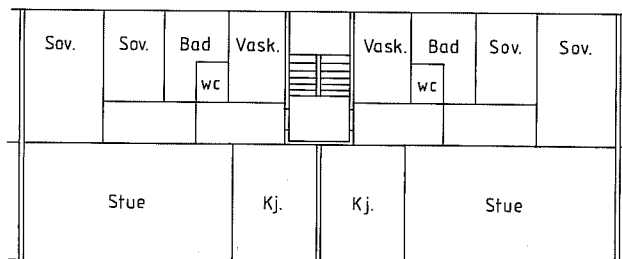 Sov. Sov. Bad Vask. Vask. Bad Sov. Sov.
WC WC
Stue Kj. Kj. Stue